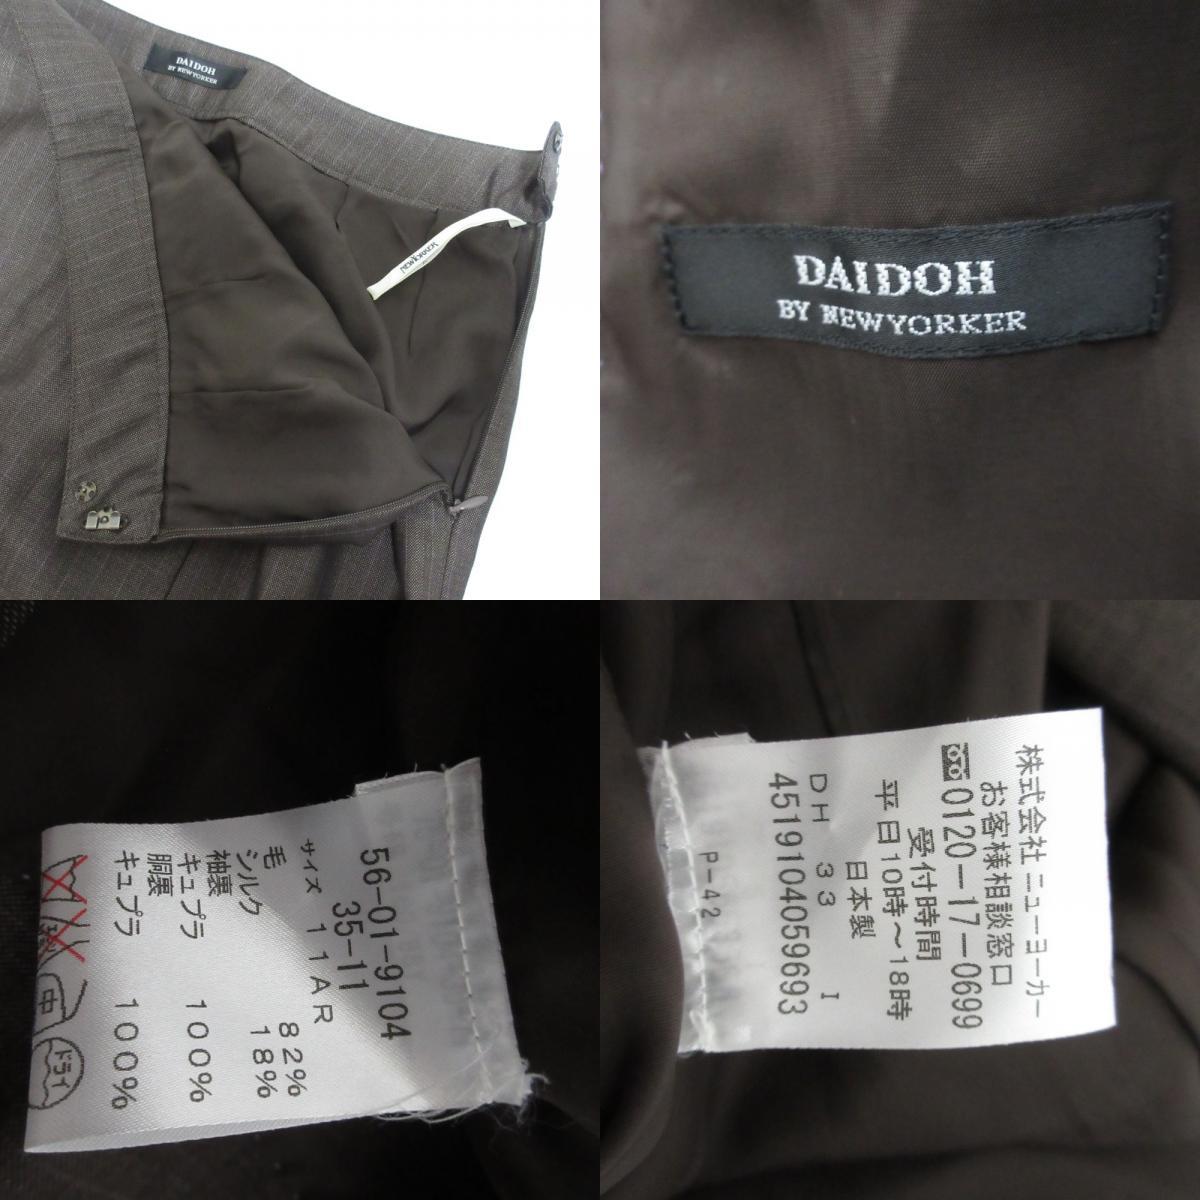 DAIDOH
BY NEWYORKER
NEWYORKER
DAIDOH
BY NEWYORKER
56-01-9104
35-11
サイズ 11AR
毛 82%
シルク 18%
袖裏
キュプラ 100%
胴裏
キュプラ 100%
中
ドライ
株式会社 ニューヨーカー
お客様相談窓口
0120-17-0699
受付時間
平日10時～18時
日本製
DH 33 I
4519104059693
P-42